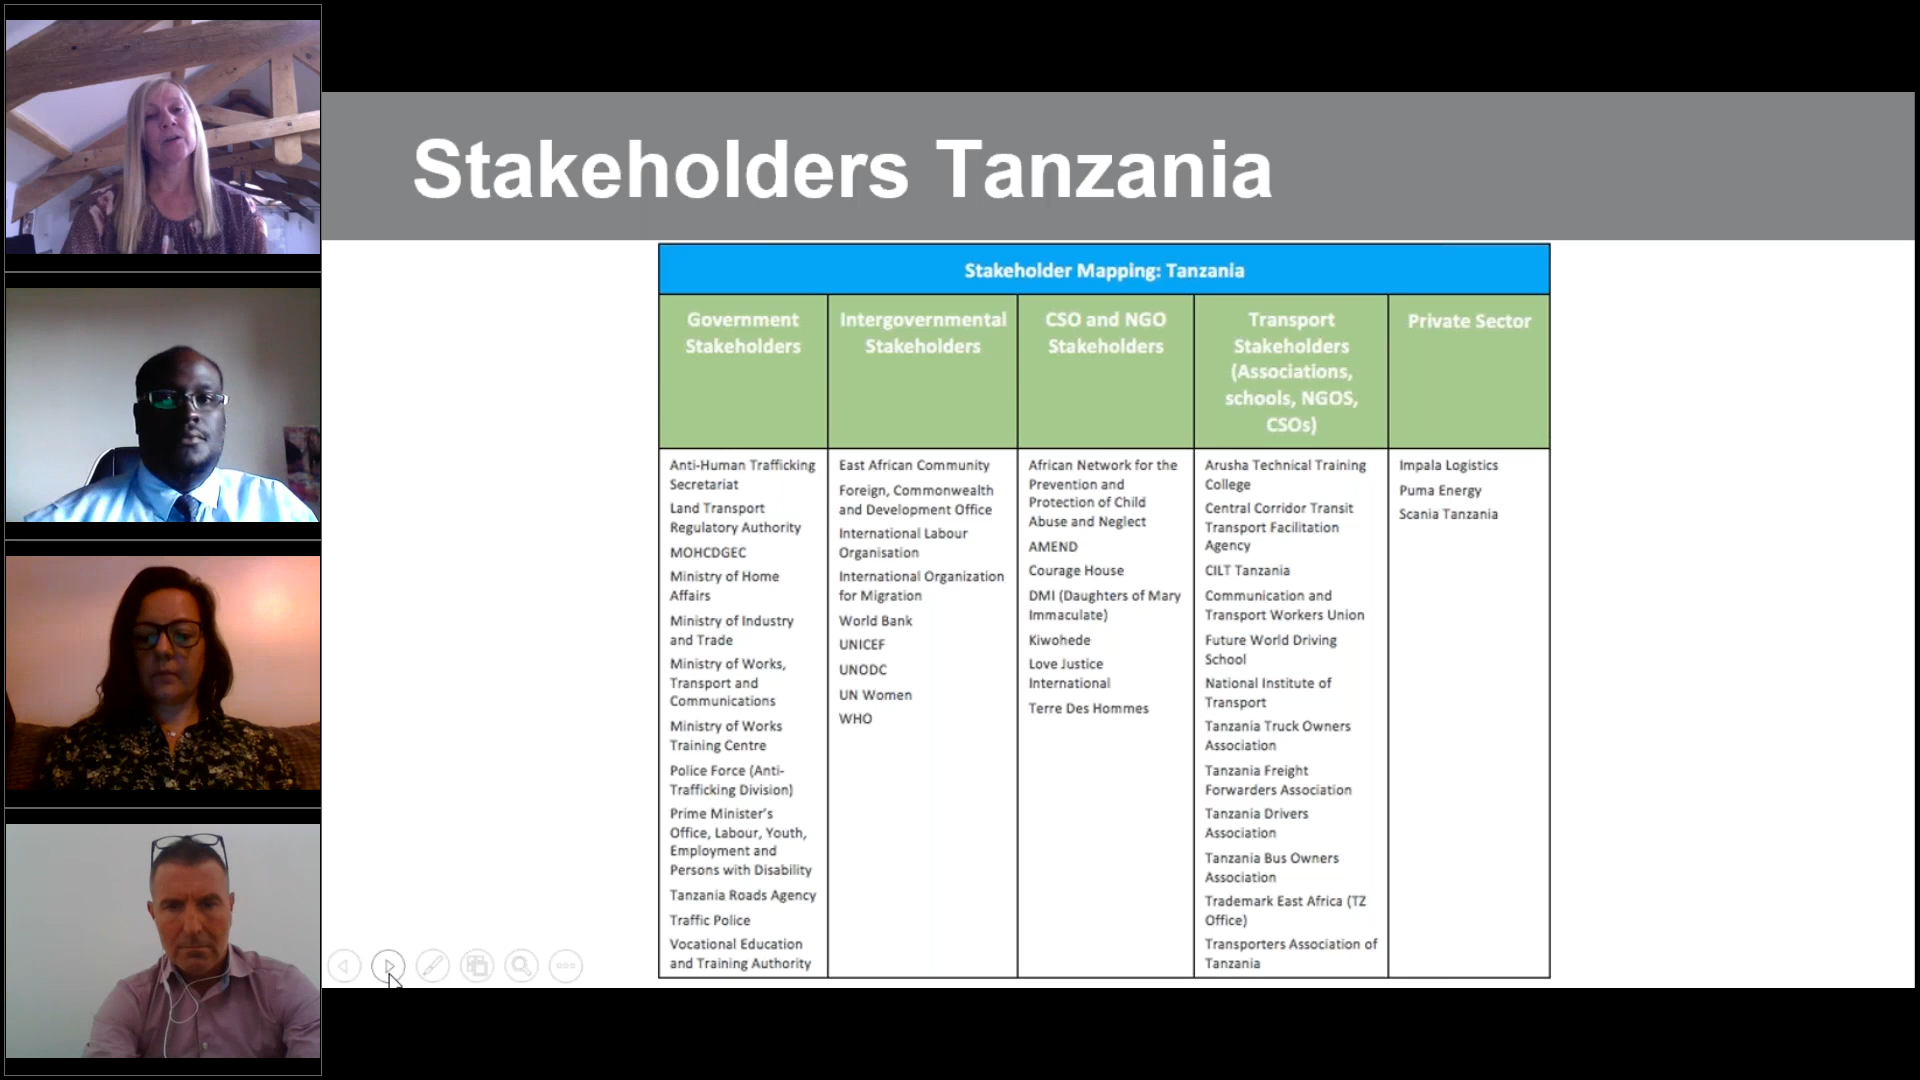 Stakeholders Tanzania
Stakeholder Mapping: Tanzania
Government
Stakeholders
Intergovernmental
Stakeholders
CSO and NGO
Stakeholders
Transport
Stakeholders
(Associations,
schools, NGOS,
CSOs)
Private Sector
Anti-Human Trafficking
Secretariat
Land Transport
Regulatory Authority
MOHCDGEC
Ministry of Home
Affairs
Ministry of Industry
and Trade
Ministry of Works,
Transport and
Communications
Ministry of Works
Training Centre
Police Force (Anti-
Trafficking Division)
Prime Minister's
Office, Labour, Youth,
Employment and
Persons with Disability
Tanzania Roads Agency
Traffic Police
Vocational Education
and Training Authority
East African Community
Foreign, Commonwealth
and Development Office
International Labour
Organisation
International Organization
for Migration
World Bank
UNICEF
UNODC
UN Women
WHO
African Network for the
Prevention and
Protection of Child
Abuse and Neglect
AMEND
Courage House
DMI (Daughters of Mary
Immaculate)
Kiwohede
Love Justice
International
Terre Des Hommes
Arusha Technical Training
College
Central Corridor Transit
Transport Facilitation
Agency
CILT Tanzania
Communication and
Transport Workers Union
Future World Driving
School
National Institute of
Transport
Tanzania Truck Owners
Association
Tanzania Freight
Forwarders Association
Tanzania Drivers
Association
Tanzania Bus Owners
Association
Trademark East Africa (TZ
Office)
Transporters Association of
Tanzania
Impala Logistics
Puma Energy
Scania Tanzania